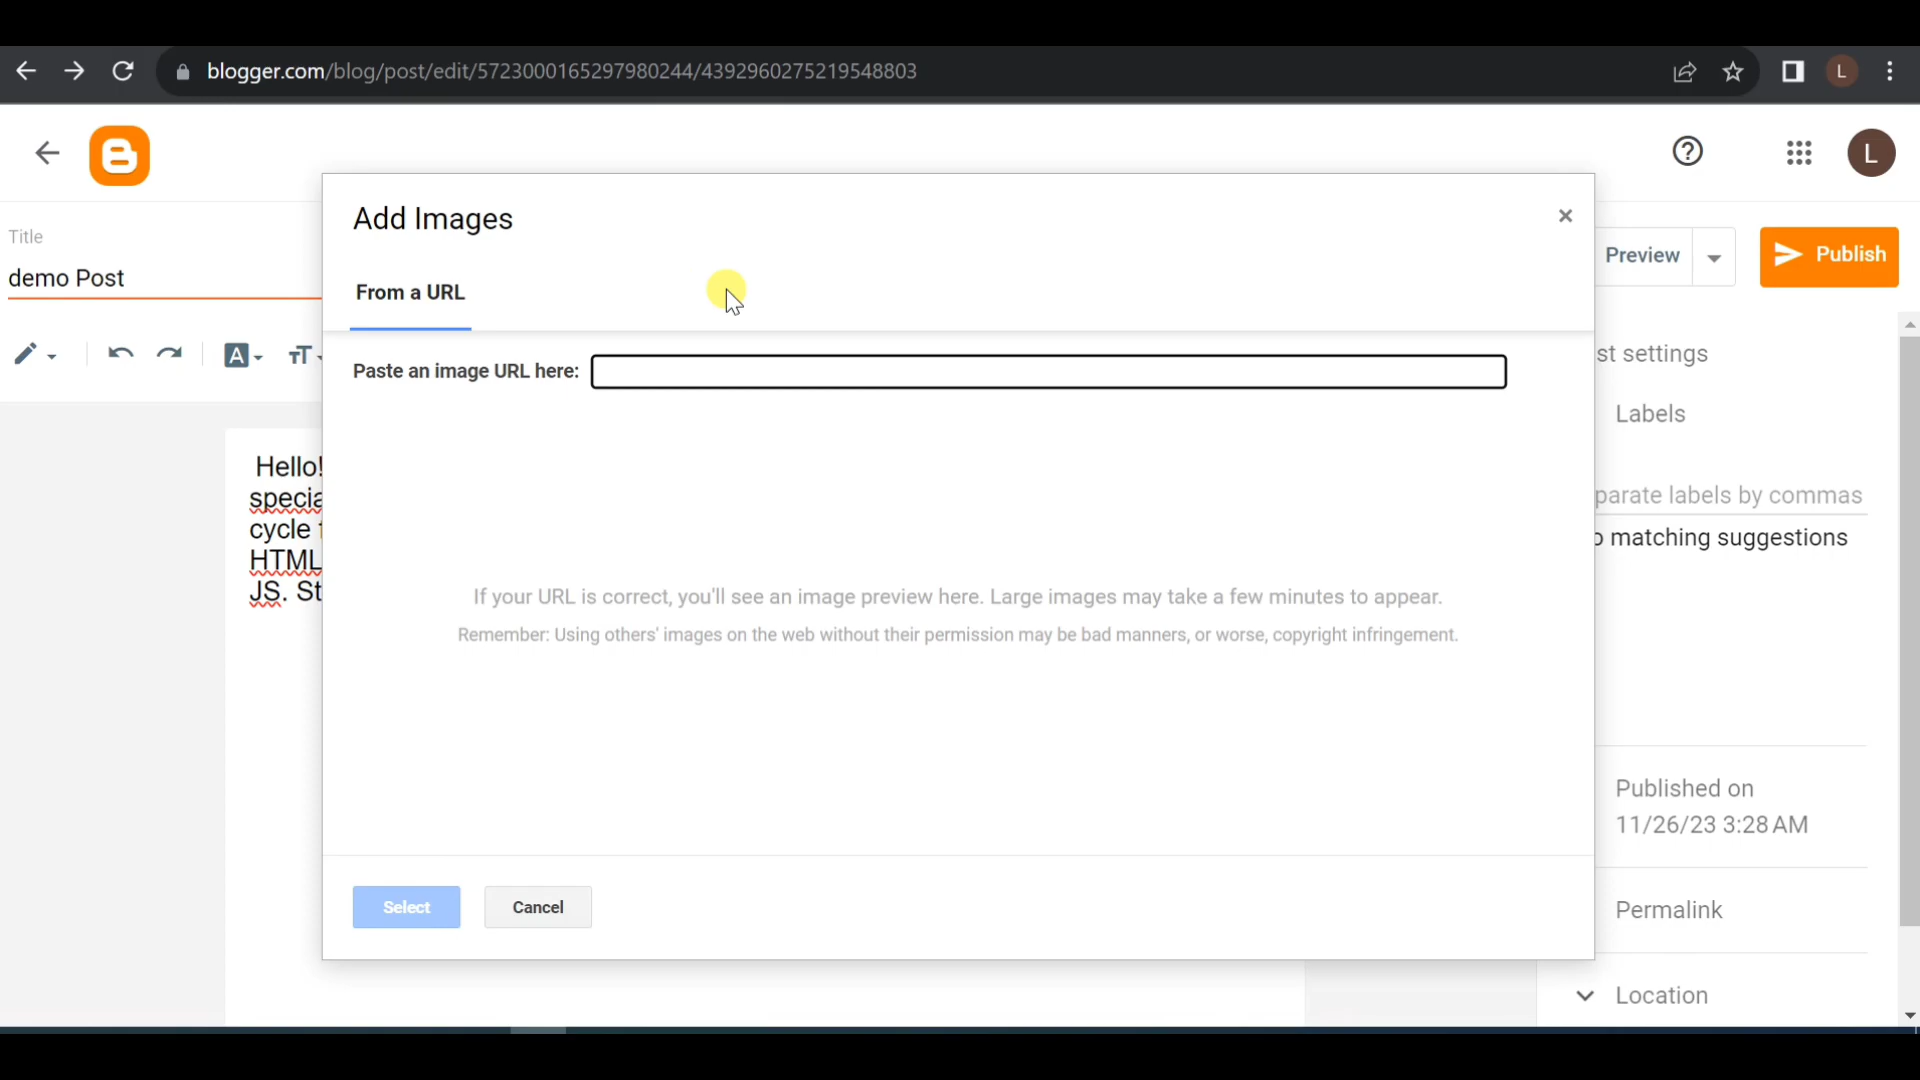 blogger.com/blog/post/edit/5723000165297980244/4392960275219548803
L
L
Title
demo Post
Add Images
Preview
Publish
From a URL
st settings
Paste an image URL here:
Labels
Hello!
specia
cycle
HTML
JS. St
parate labels by commas
o matching suggestions
If your URL is correct, you'll see an image preview here. Large images may take a few minutes to appear.
Remember: Using others' images on the web without their permission may be bad manners, or worse, copyright infringement.
Published on
11/26/23 3:28 AM
Select
Cancel
Permalink
Location